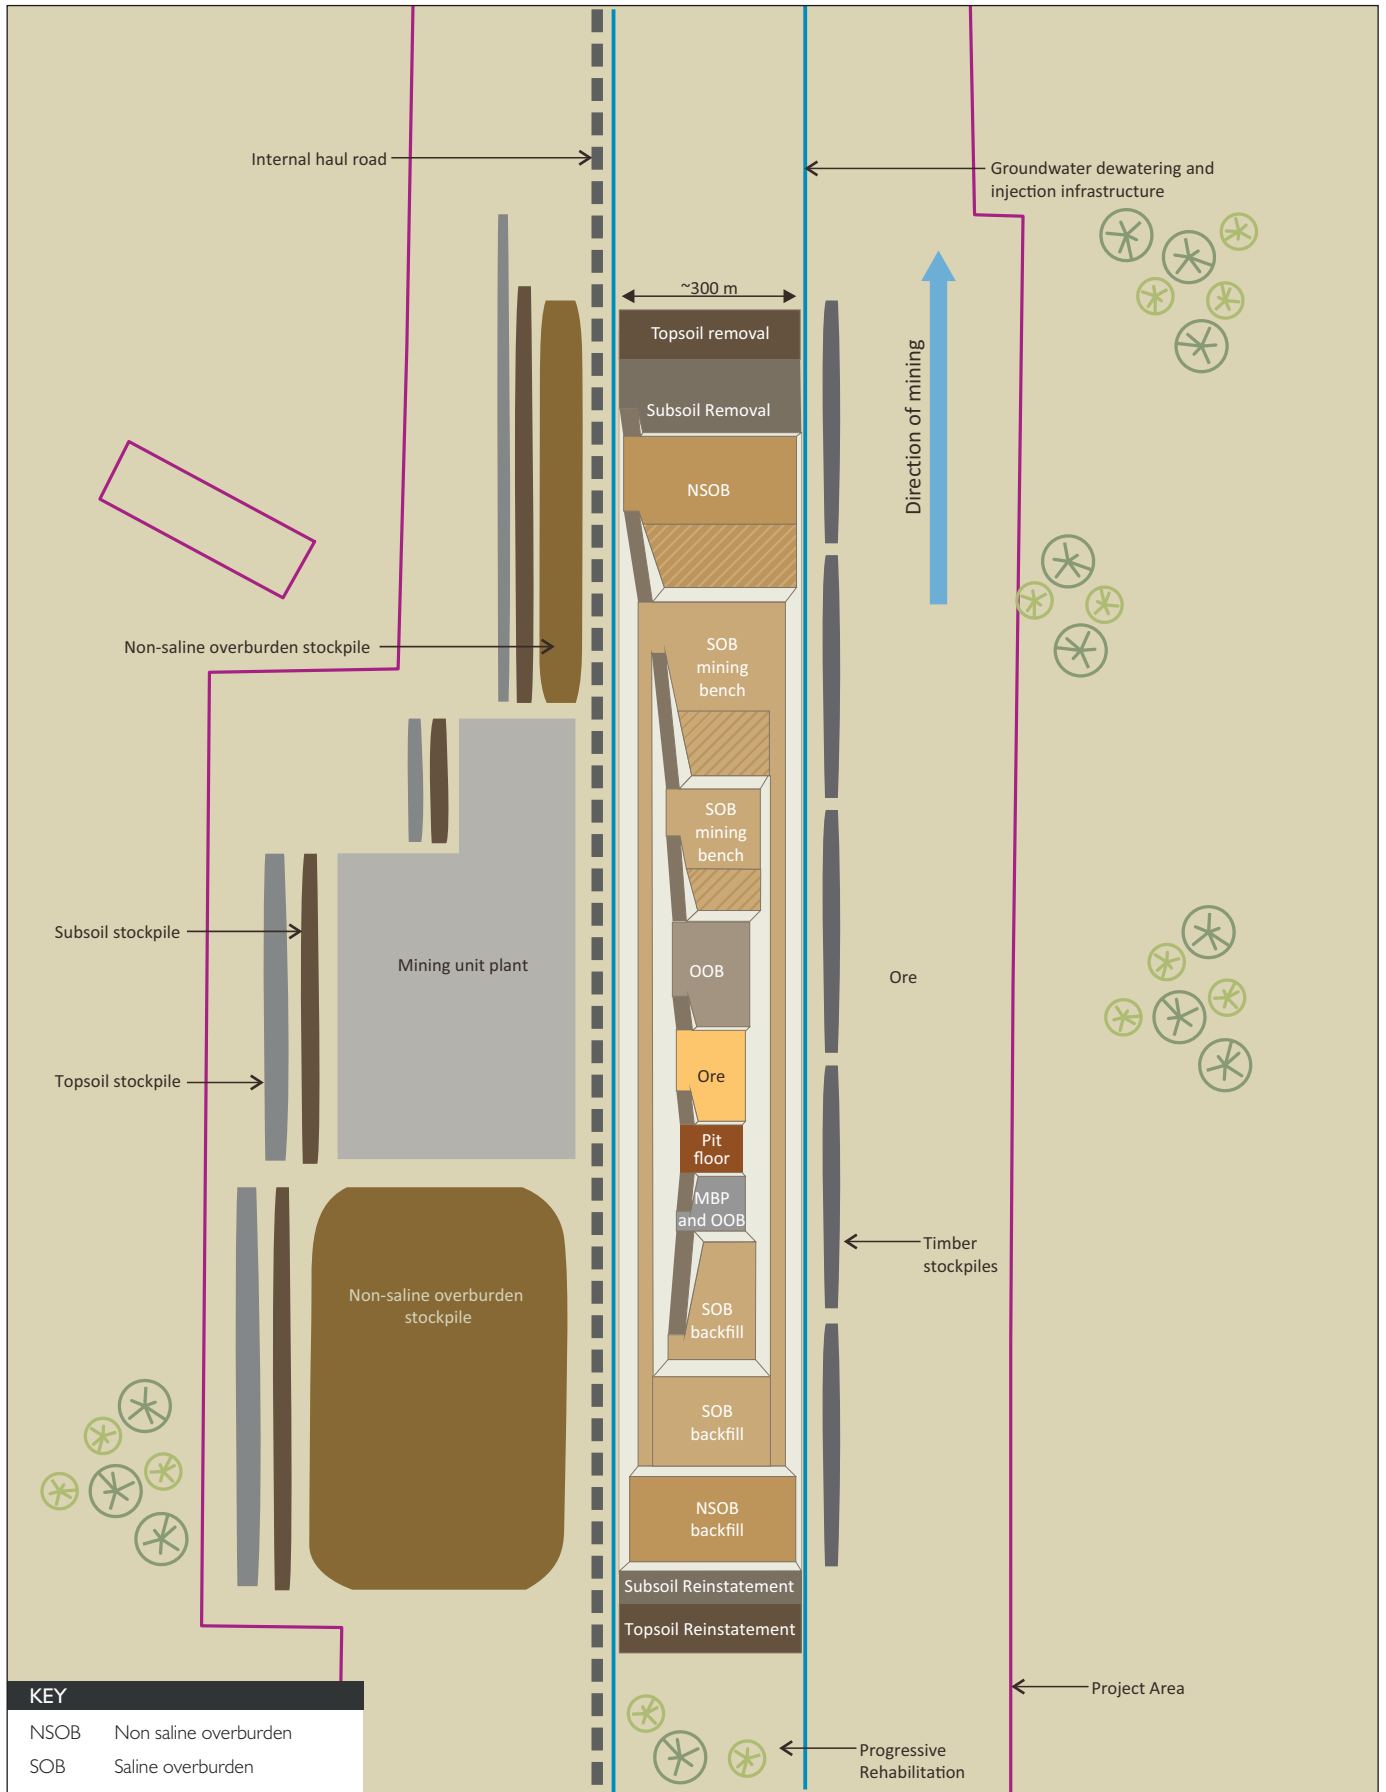 Internal haul road
Groundwater dewatering and
injection infrastructure
~300 m
Topsoil removal
Subsoil Removal
Direction of mining
NSOB
Non-saline overburden stockpile
SOB
mining
bench
SOB
mining
bench
Subsoil stockpile
Mining unit plant
OOB
Ore
Topsoil stockpile
Ore
Pit
floor
MBP
and OOB
Timber
stockpiles
Non-saline overburden
stockpile
SOB
backfill
SOB
backfill
NSOB
backfill
Subsoil Reinstatement
Topsoil Reinstatement
Project Area
KEY
NSOB Non saline overburden
SOB Saline overburden
Progressive
Rehabilitation